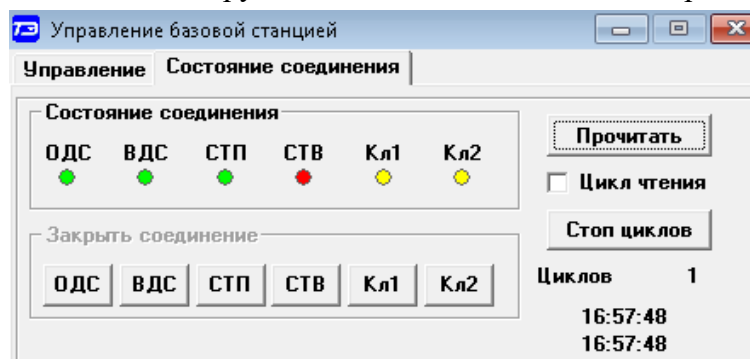 ТЭ Управление базовой станцией
Управление Состояние соединения
Состояние соединения
ОДС ВДС СТП СТВ Кл1 Кл2
Прочитать
Цикл чтения
Закрыть соединение
ОДС ВДС СТП СТВ Кл1 Кл2
Стоп циклов
Циклов 1
16:57:48
16:57:48